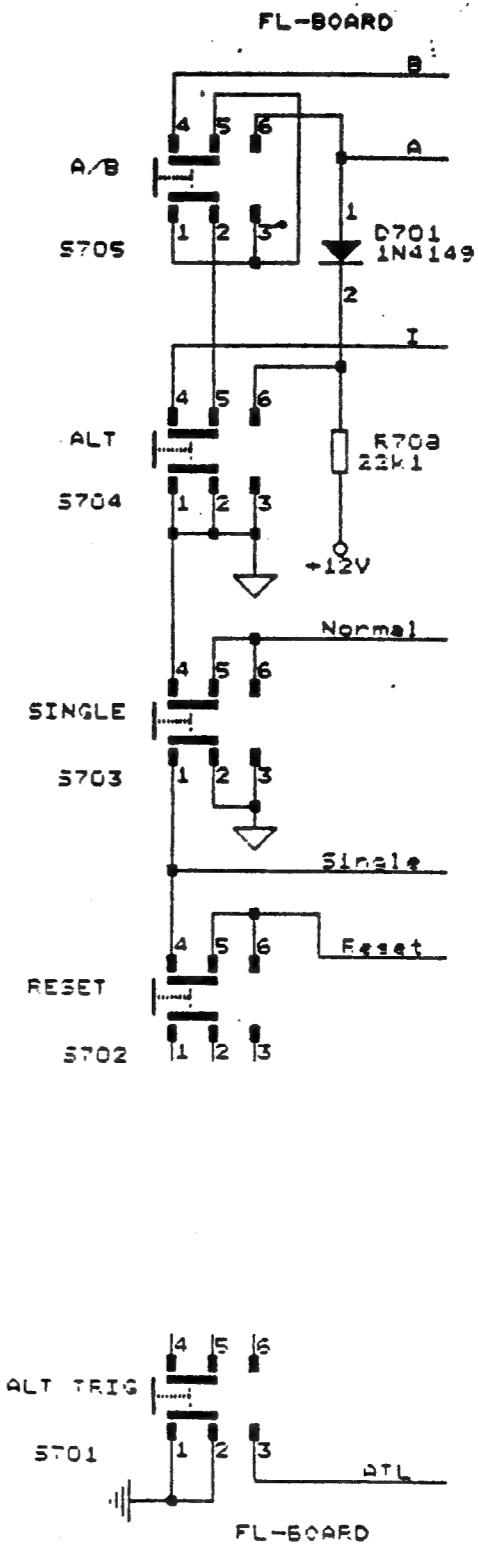 FL-BOARD
B
4 5 6
A
A/B
1 2 3
S705
1
D701
1N4149
2
I
4 5 6
ALT
R708
22k1
S704
1 2 3
+12V
Normal
4 5 6
SINGLE
S703
1 2 3
Single
4 5 6
Reset
RESET
S702
1 2 3
4 5 6
ALT TRIG
S701
1 2 3
ATL
FL-BOARD